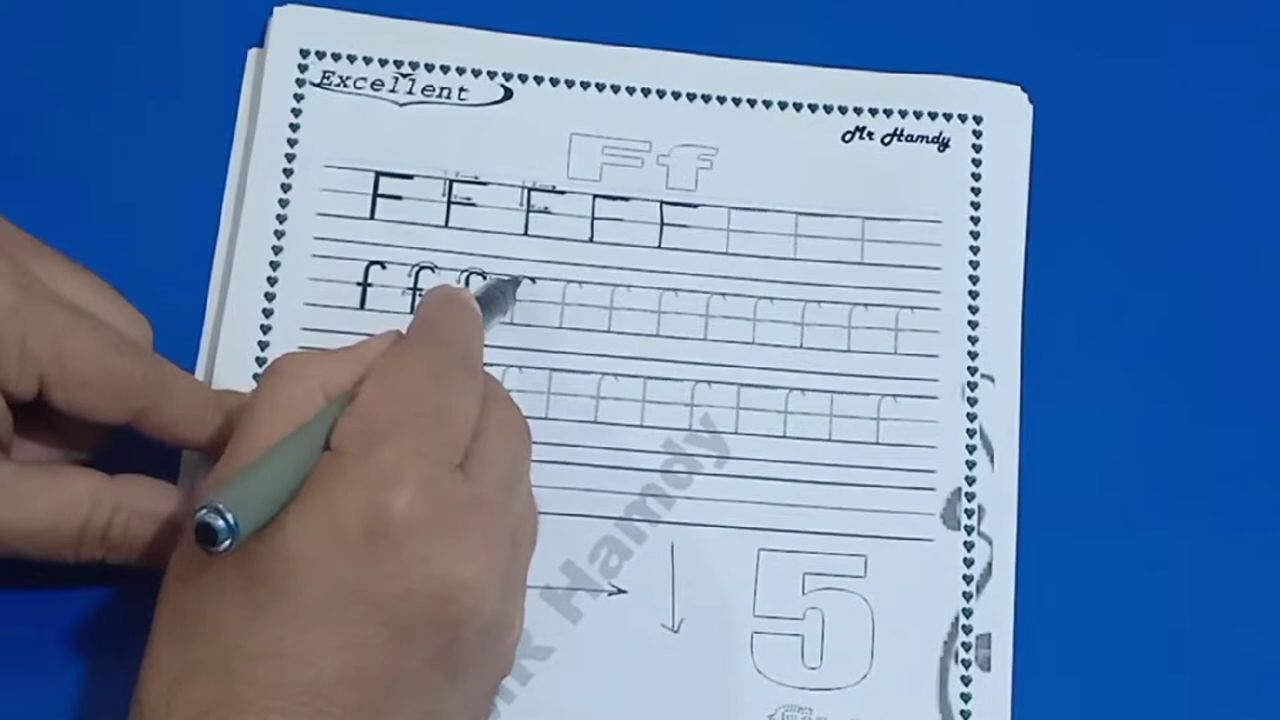 Excellent
Mr Hamdy
Ff
F F F F F
f f f
Mr Hamdy
5